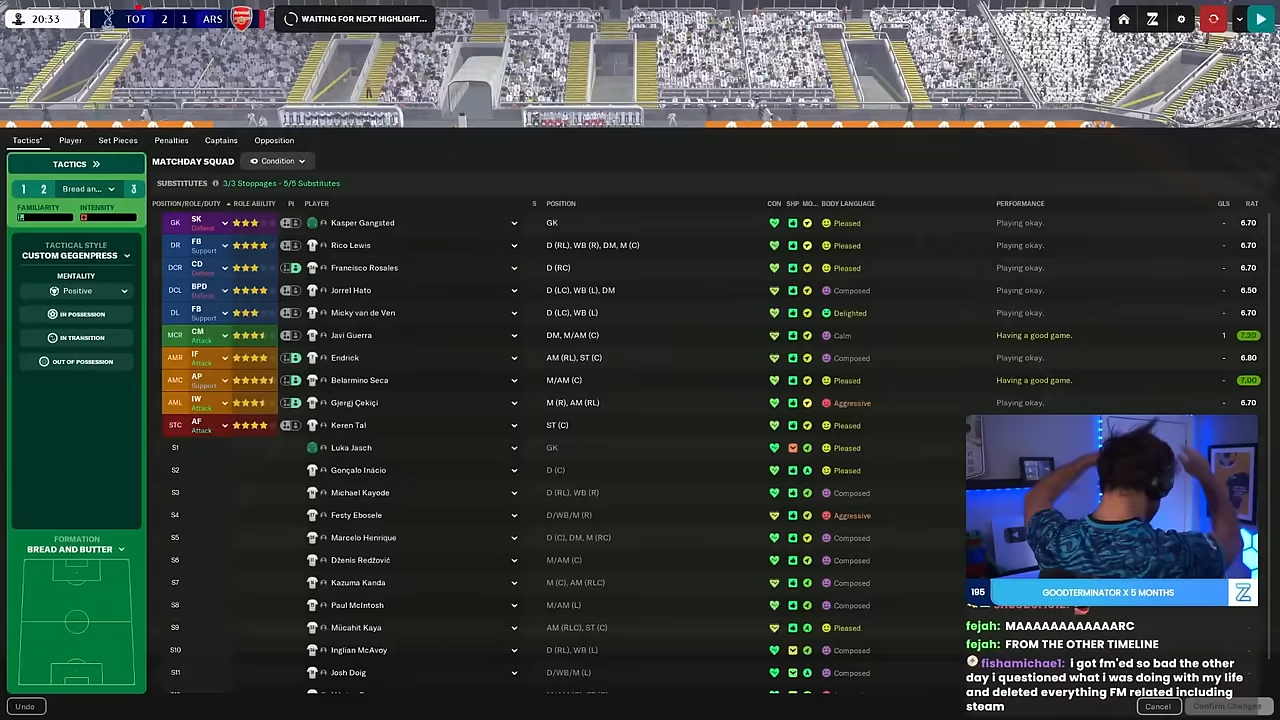 20:33 TOT 2 1 ARS WAITING FOR NEXT HIGHLIGHT...
Tactics* Player Set Pieces Penalties Captains Opposition
TACTICS
MATCHDAY SQUAD Condition
1 2 Bread an... 3
SUBSTITUTES 3/3 Stoppages - 5/5 Substitutes
FAMILIARITY INTENSITY
POSITION/ROLE/DUTY ROLE ABILITY PI PLAYER S POSITION CON SHP MO... BODY LANGUAGE PERFORMANCE GLS RAT
GK SK Defend Kasper Gangsted GK Pleased Playing okay. - 6.70
DR FB Support Rico Lewis D (RL), WB (R), DM, M (C) Pleased Playing okay. - 6.70
DCR CD Defend Francisco Rosales D (RC) Pleased Playing okay. - 6.70
DCL BPD Defend Jorrel Hato D (LC), WB (L), DM Composed Playing okay. - 6.50
DL FB Support Micky van de Ven D (LC), WB (L) Delighted Playing okay. - 6.70
MCR CM Attack Javi Guerra DM, M/AM (C) Calm Having a good game. 1 7.20
AMR IF Attack Endrick AM (RL), ST (C) Composed Playing okay. - 6.80
AMC AP Support Belarmino Seca M/AM (C) Pleased Having a good game. - 7.00
AML IW Attack Gjergj Çekiçi M (R), AM (RL) Aggressive Playing okay. - 6.70
STC AF Attack Keren Tal ST (C) Pleased
S1 Luka Jasch GK Pleased
S2 Gonçalo Inácio D (C) Pleased
S3 Michael Kayode D (RL), WB (R) Composed
S4 Festy Ebosele D/WB/M (R) Aggressive
S5 Marcelo Henrique D (C), DM, M (RC) Composed
S6 Dženis Redžović M/AM (C) Composed
S7 Kazuma Kanda M (C), AM (RLC) Composed
S8 Paul McIntosh M/AM (L) Composed
S9 Mücahit Kaya AM (RLC), ST (C) Pleased
S10 Inglian McAvoy D (RL), WB (L) Composed
S11 Josh Doig D/WB/M (L) Composed
TACTICAL STYLE
CUSTOM GEGENPRESS
MENTALITY
Positive
IN POSSESSION
IN TRANSITION
OUT OF POSSESSION
FORMATION
BREAD AND BUTTER
195 GOODTERMINATOR X 5 MONTHS
fejah: MAAAAAAAAAAAARC
fejah: FROM THE OTHER TIMELINE
fishamichael: i got fm'ed so bad the other
day i questioned what i was doing with my life
and deleted everything FM related including
steam
Undo Cancel Confirm Changes